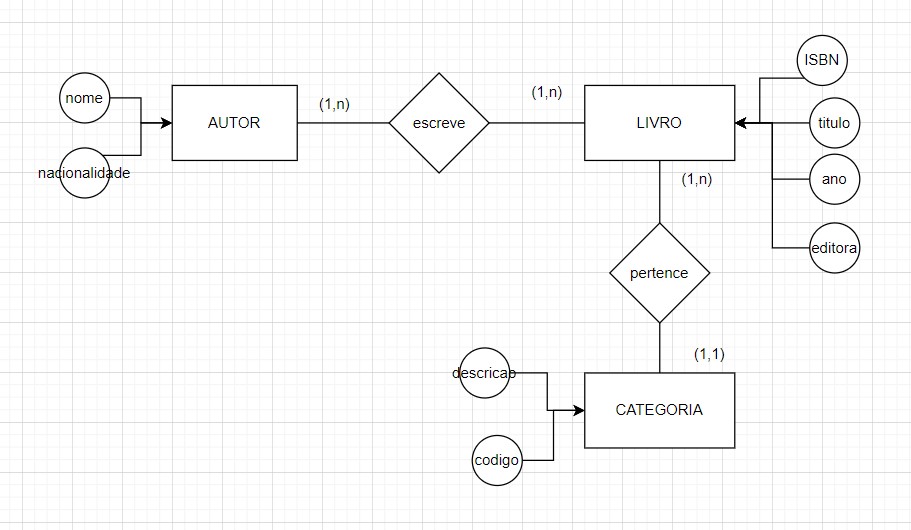 ISBN
nome
AUTOR
(1,n)
escreve
(1,n)
LIVRO
titulo
nacionalidade
(1,n)
ano
editora
pertence
(1,1)
descricao
CATEGORIA
codigo